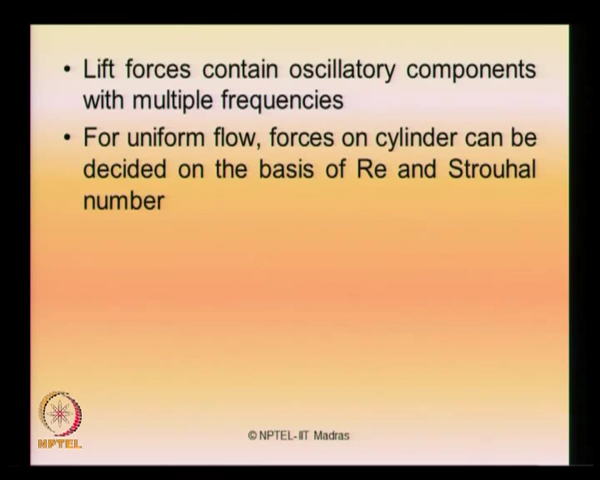 • Lift forces contain oscillatory components
with multiple frequencies
• For uniform flow, forces on cylinder can be
decided on the basis of Re and Strouhal
number
NPTEL
© NPTEL-IIT Madras